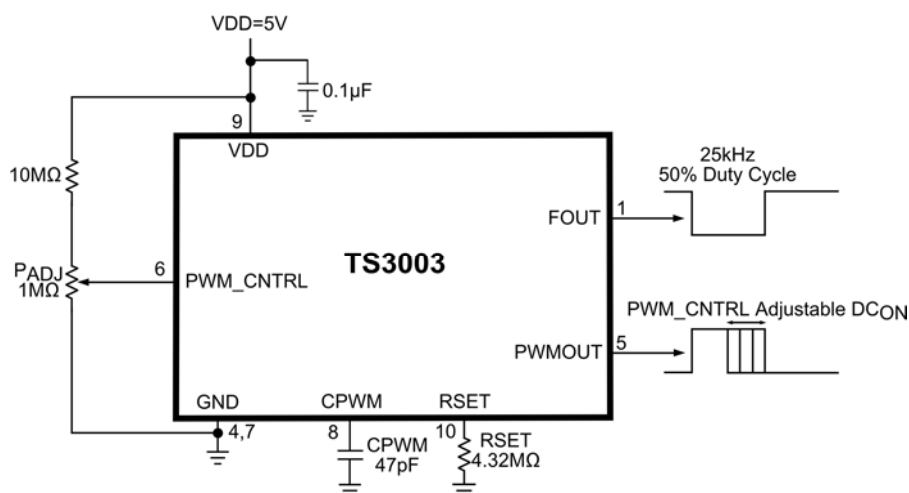 VDD=5V
0.1µF
9
VDD
10MΩ
25kHz
50% Duty Cycle
FOUT
1
TS3003
PADJ
1MΩ
6
PWM_CNTRL
PWM_CNTRL Adjustable DCON
PWMOUT
5
GND
CPWM
RSET
4,7
8
10
CPWM
47pF
RSET
4.32MΩ